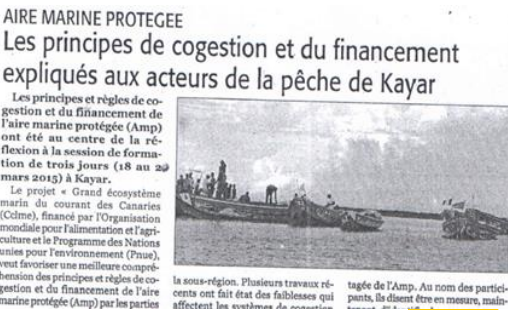 AIRE MARINE PROTEGEE
Les principes de cogestion et du financement
expliqués aux acteurs de la pêche de Kayar
Les principes et règles de co-
gestion et du financement de
l'aire marine protégée (Amp)
ont été au centre de la ré-
flexion à la session de forma-
tion de trois jours (18 au 20
mars 2015) à Kayar.
Le projet « Grand écosystème
marin du courant des Canaries
(Cclme), financé par l'Organisation
mondiale pour l'alimentation et l'agri-
culture et le Programme des Nations
unies pour l'environnement (Pnue),
veut favoriser une meilleure compré-
hension des principes et règles de co-
gestion et du financement de l'aire
marine protégée (Amp) par les parties
la sous-région. Plusieurs travaux ré-
cents ont fait état des faiblesses qui
affectent les systèmes de cogestion
tagée de l'Amp. Au nom des partici-
pants, ils disent être en mesure, main-